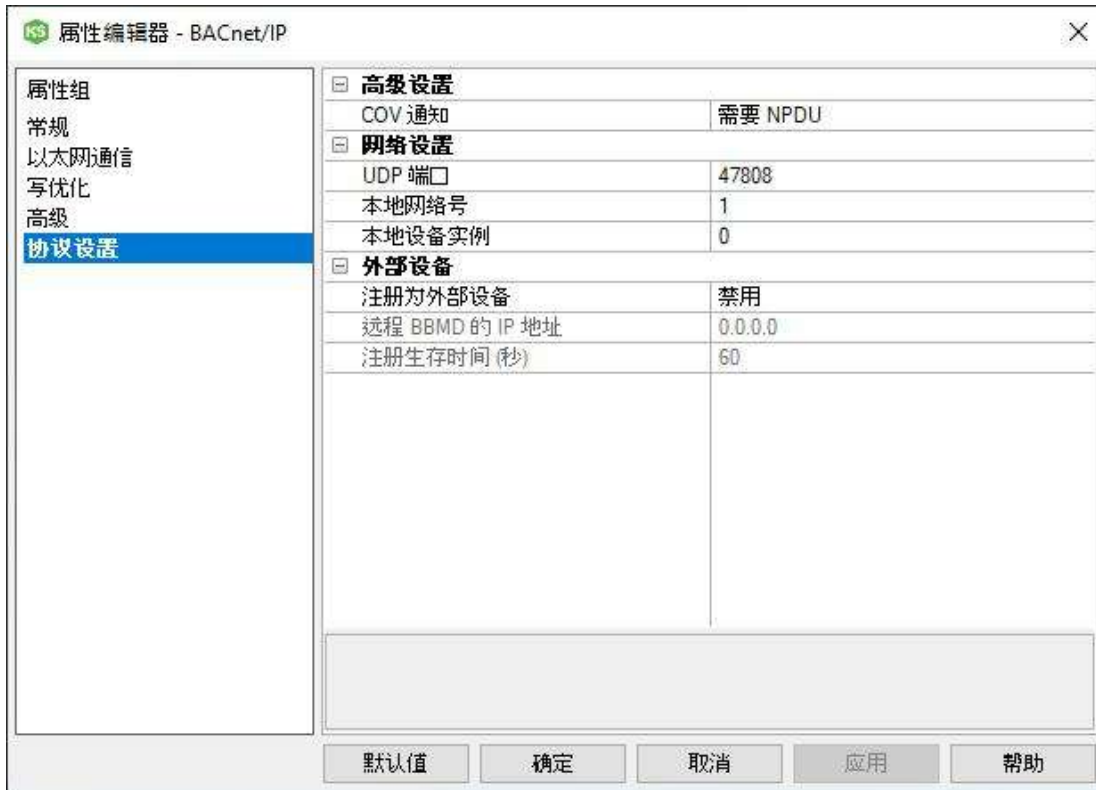 KS 属性编辑器 - BACnet/IP
属性组
常规
以太网通信
写优化
高级
协议设置
高级设置
COV 通知 需要 NPDU
网络设置
UDP 端口 47808
本地网络号 1
本地设备实例 0
外部设备
注册为外部设备 禁用
远程 BBMD 的 IP 地址 0.0.0.0
注册生存时间 (秒) 60
默认值 确定 取消 应用 帮助